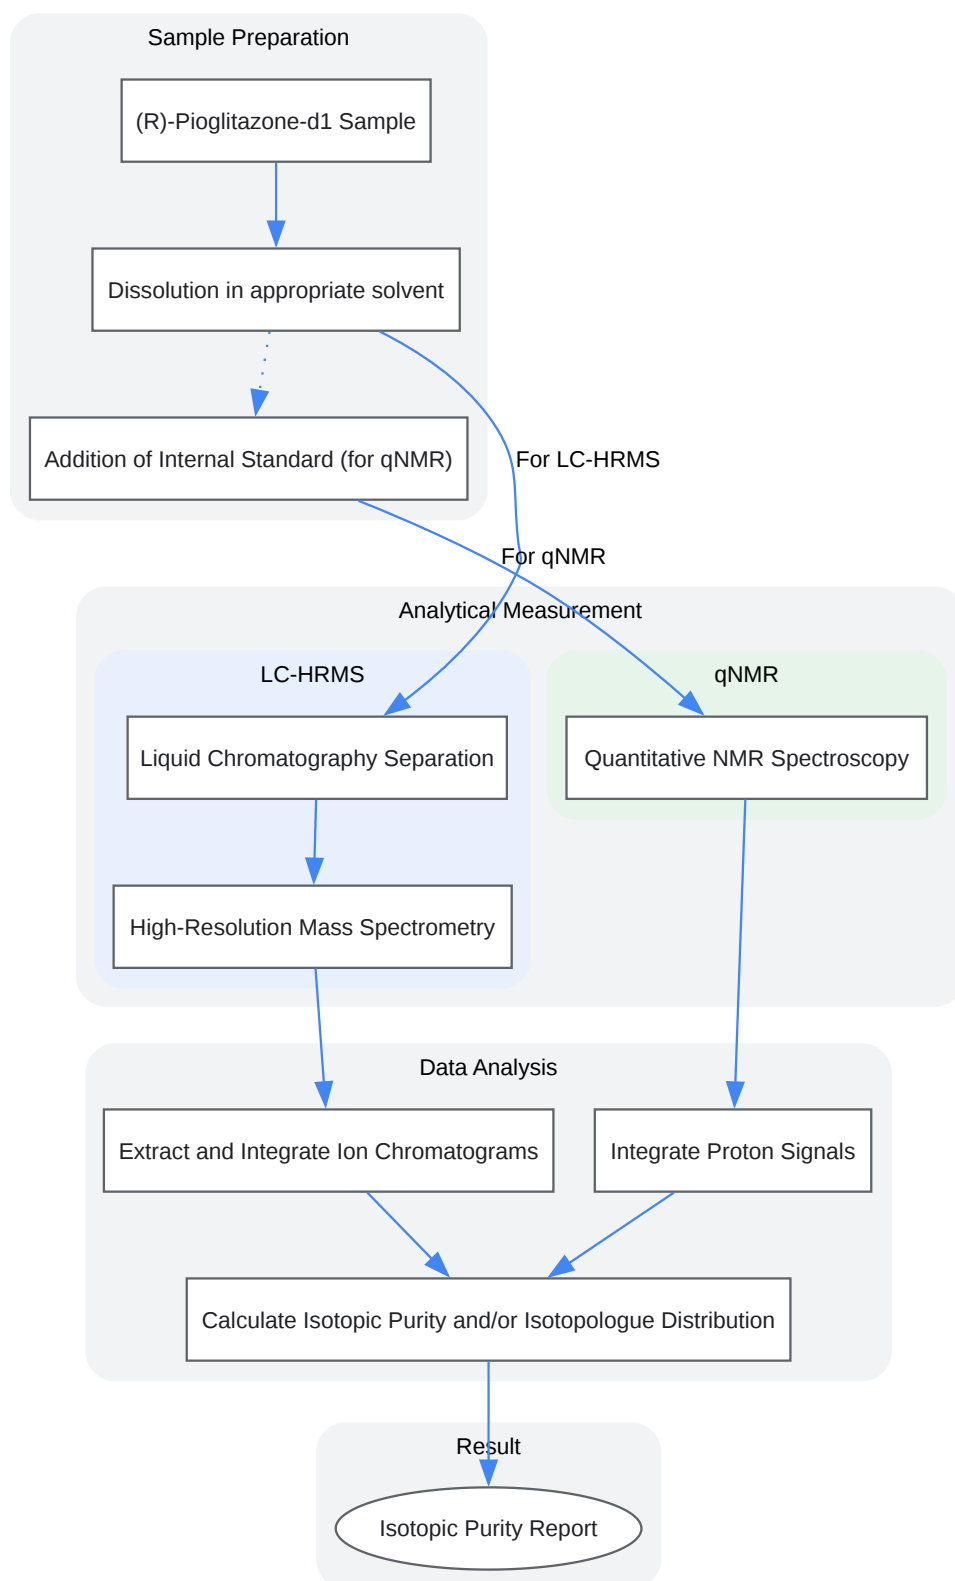 Sample Preparation
(R)-Pioglitazone-d1 Sample
Dissolution in appropriate solvent
Addition of Internal Standard (for qNMR)
For LC-HRMS
For qNMR
Analytical Measurement
LC-HRMS
qNMR
Liquid Chromatography Separation
Quantitative NMR Spectroscopy
High-Resolution Mass Spectrometry
Data Analysis
Extract and Integrate Ion Chromatograms
Integrate Proton Signals
Calculate Isotopic Purity and/or Isotopologue Distribution
Result
Isotopic Purity Report